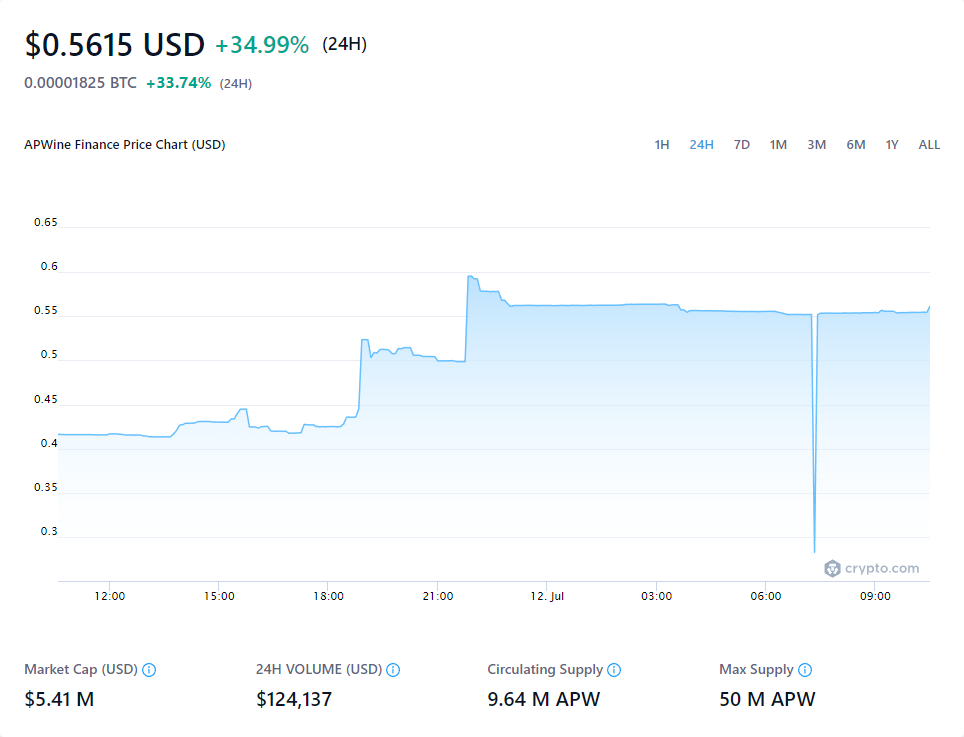 $0.5615 USD +34.99% (24H)
0.00001825 BTC +33.74% (24H)
APWine Finance Price Chart (USD) 1H 24H 7D 1M 3M 6M 1Y ALL
0.65
0.6
0.55
0.5
0.45
0.4
0.35
0.3
crypto.com
12:00 15:00 18:00 21:00 12. Jul 03:00 06:00 09:00
Market Cap (USD) 24H VOLUME (USD) Circulating Supply Max Supply
$5.41 M $124,137 9.64 M APW 50 M APW